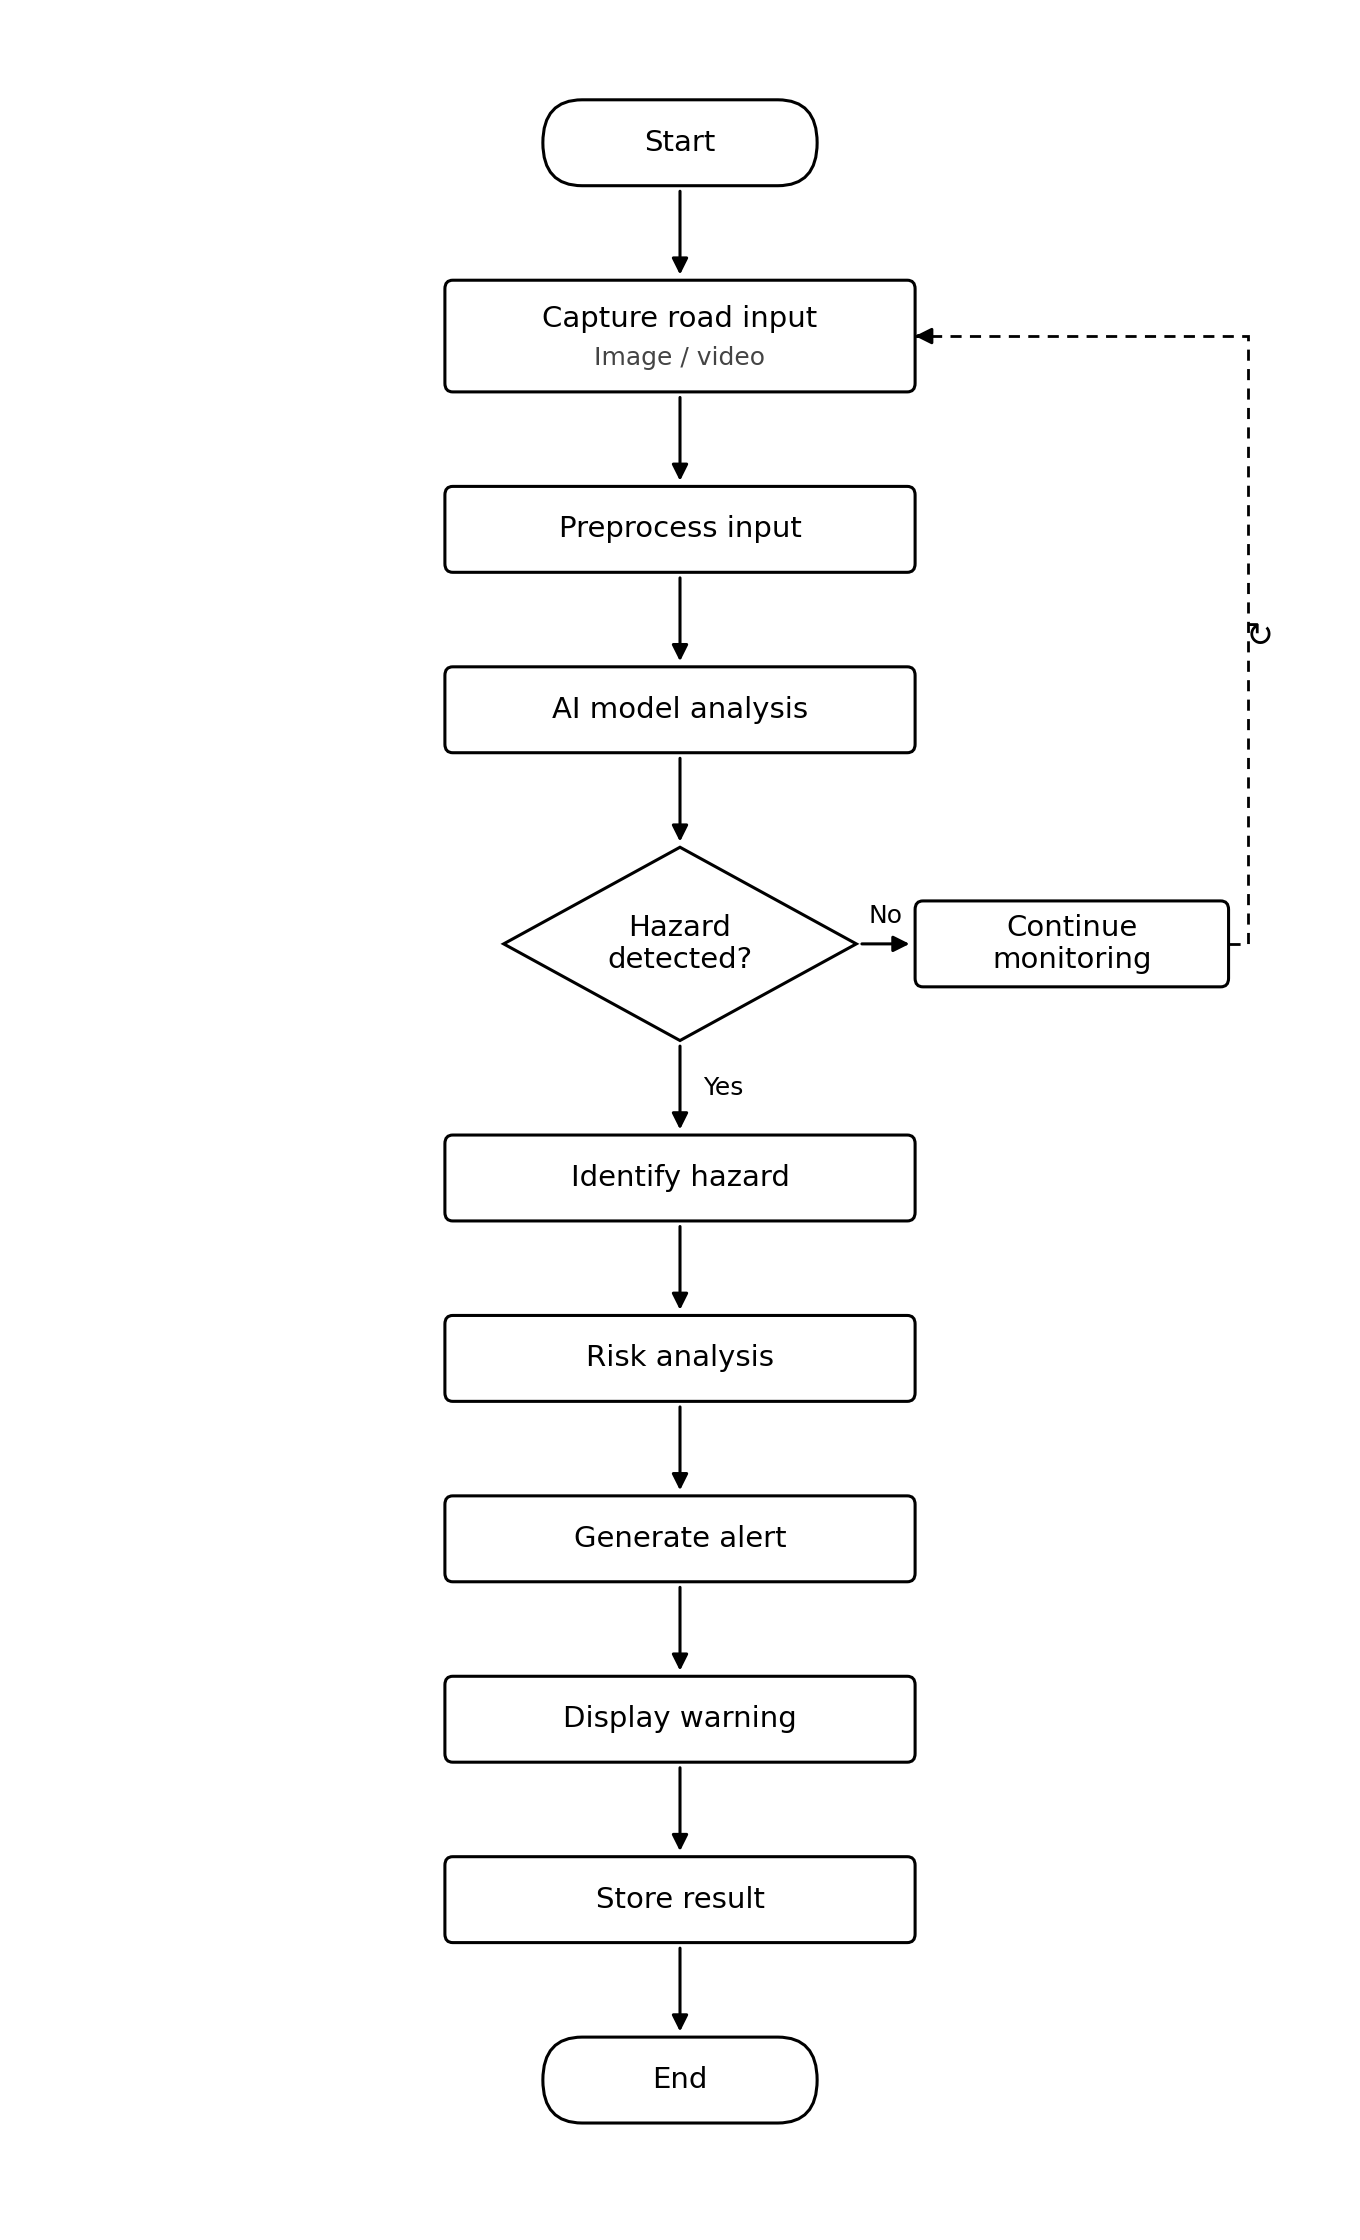 Start
Capture road input
Image / video
Preprocess input
AI model analysis
Hazard
detected?
No
Continue
monitoring
↻
Yes
Identify hazard
Risk analysis
Generate alert
Display warning
Store result
End